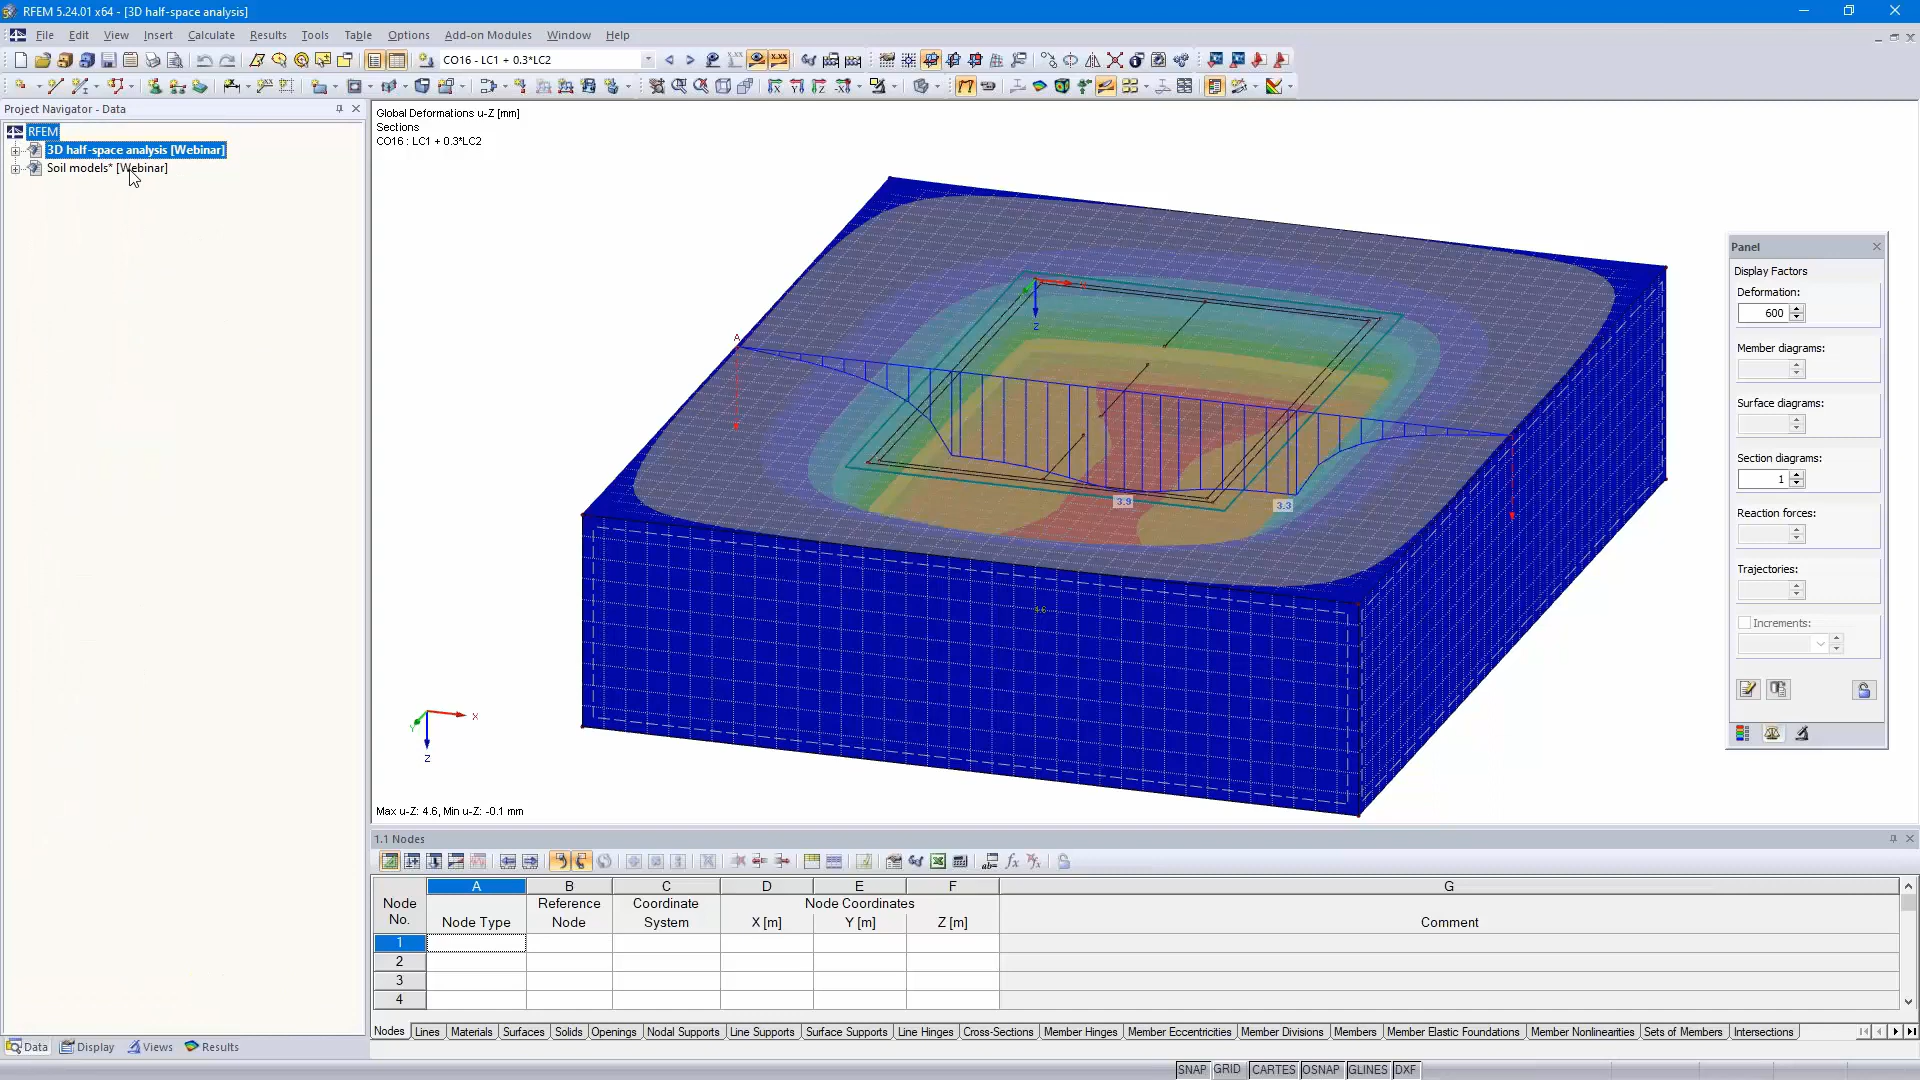 RFEM 5.24.01 x64 - [3D half-space analysis]
File Edit View Insert Calculate Results Tools Table Options Add-on Modules Window Help
CO16 - LC1 + 0.3*LC2
Project Navigator - Data
RFEM
3D half-space analysis [Webinar]
Soil models* [Webinar]
Global Deformations u-Z [mm]
Sections
CO16 : LC1 + 0.3*LC2
A
Z
3.9
3.3
4.6
X
Y
Z
Max u-Z: 4.6, Min u-Z: -0.1 mm
Panel
Display Factors
Deformation:
600
Member diagrams:
Surface diagrams:
Section diagrams:
1
Reaction forces:
Trajectories:
Increments:
1.1 Nodes
A B C D E F G
Node Reference Coordinate Node Coordinates
No. Node Type Node System X [m] Y [m] Z [m] Comment
1
2
3
4
Nodes Lines Materials Surfaces Solids Openings Nodal Supports Line Supports Surface Supports Line Hinges Cross-Sections Member Hinges Member Eccentricities Member Divisions Members Member Elastic Foundations Member Nonlinearities Sets of Members Intersections
Data Display Views Results
SNAP GRID CARTES OSNAP GLINES DXF